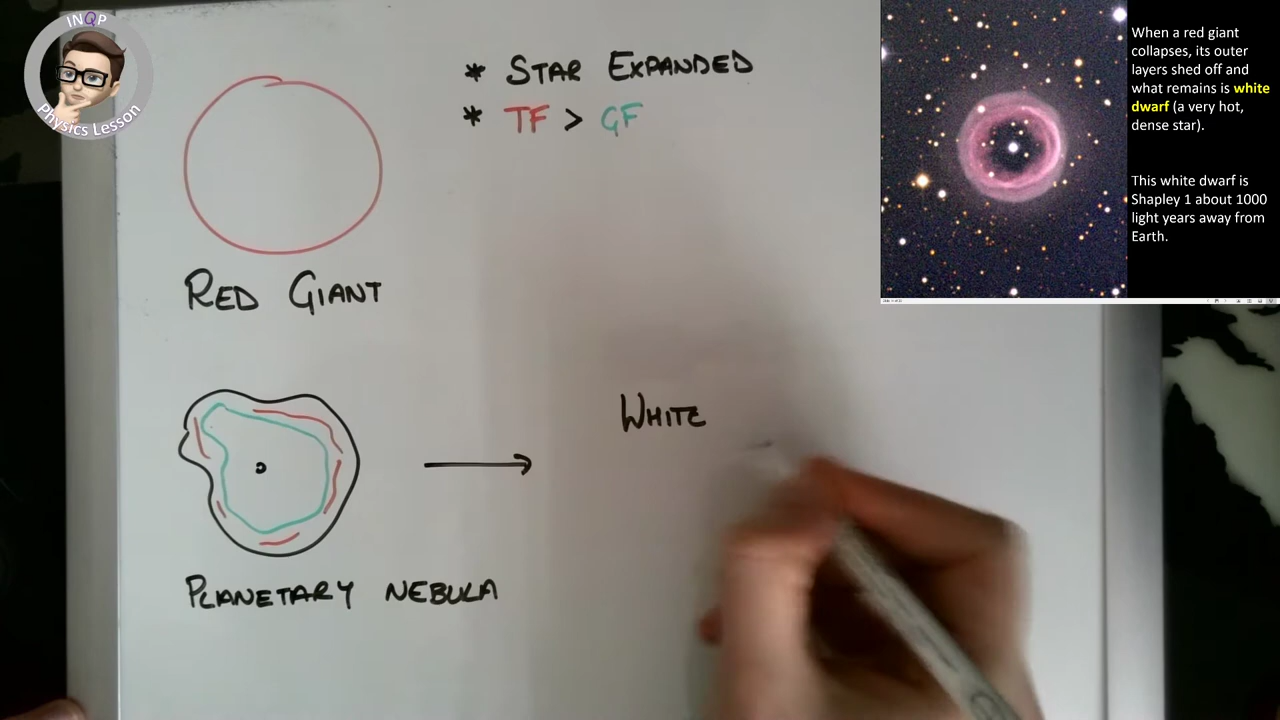 INQP
Physics Lesson
* STAR EXPANDED
* TF > GF
RED GIANT
WHITE
PLANETARY NEBULA
When a red giant
collapses, its outer
layers shed off and
what remains is white
dwarf (a very hot,
dense star).
This white dwarf is
Shapley 1 about 1000
light years away from
Earth.